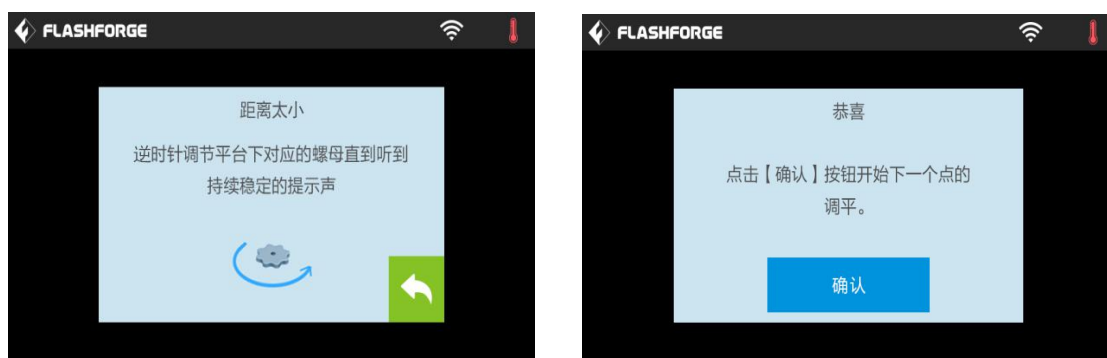 FLASHFORGE
距离太小
逆时针调节平台下对应的螺母直到听到
持续稳定的提示声
FLASHFORGE
恭喜
点击【确认】按钮开始下一个点的
调平。
确认